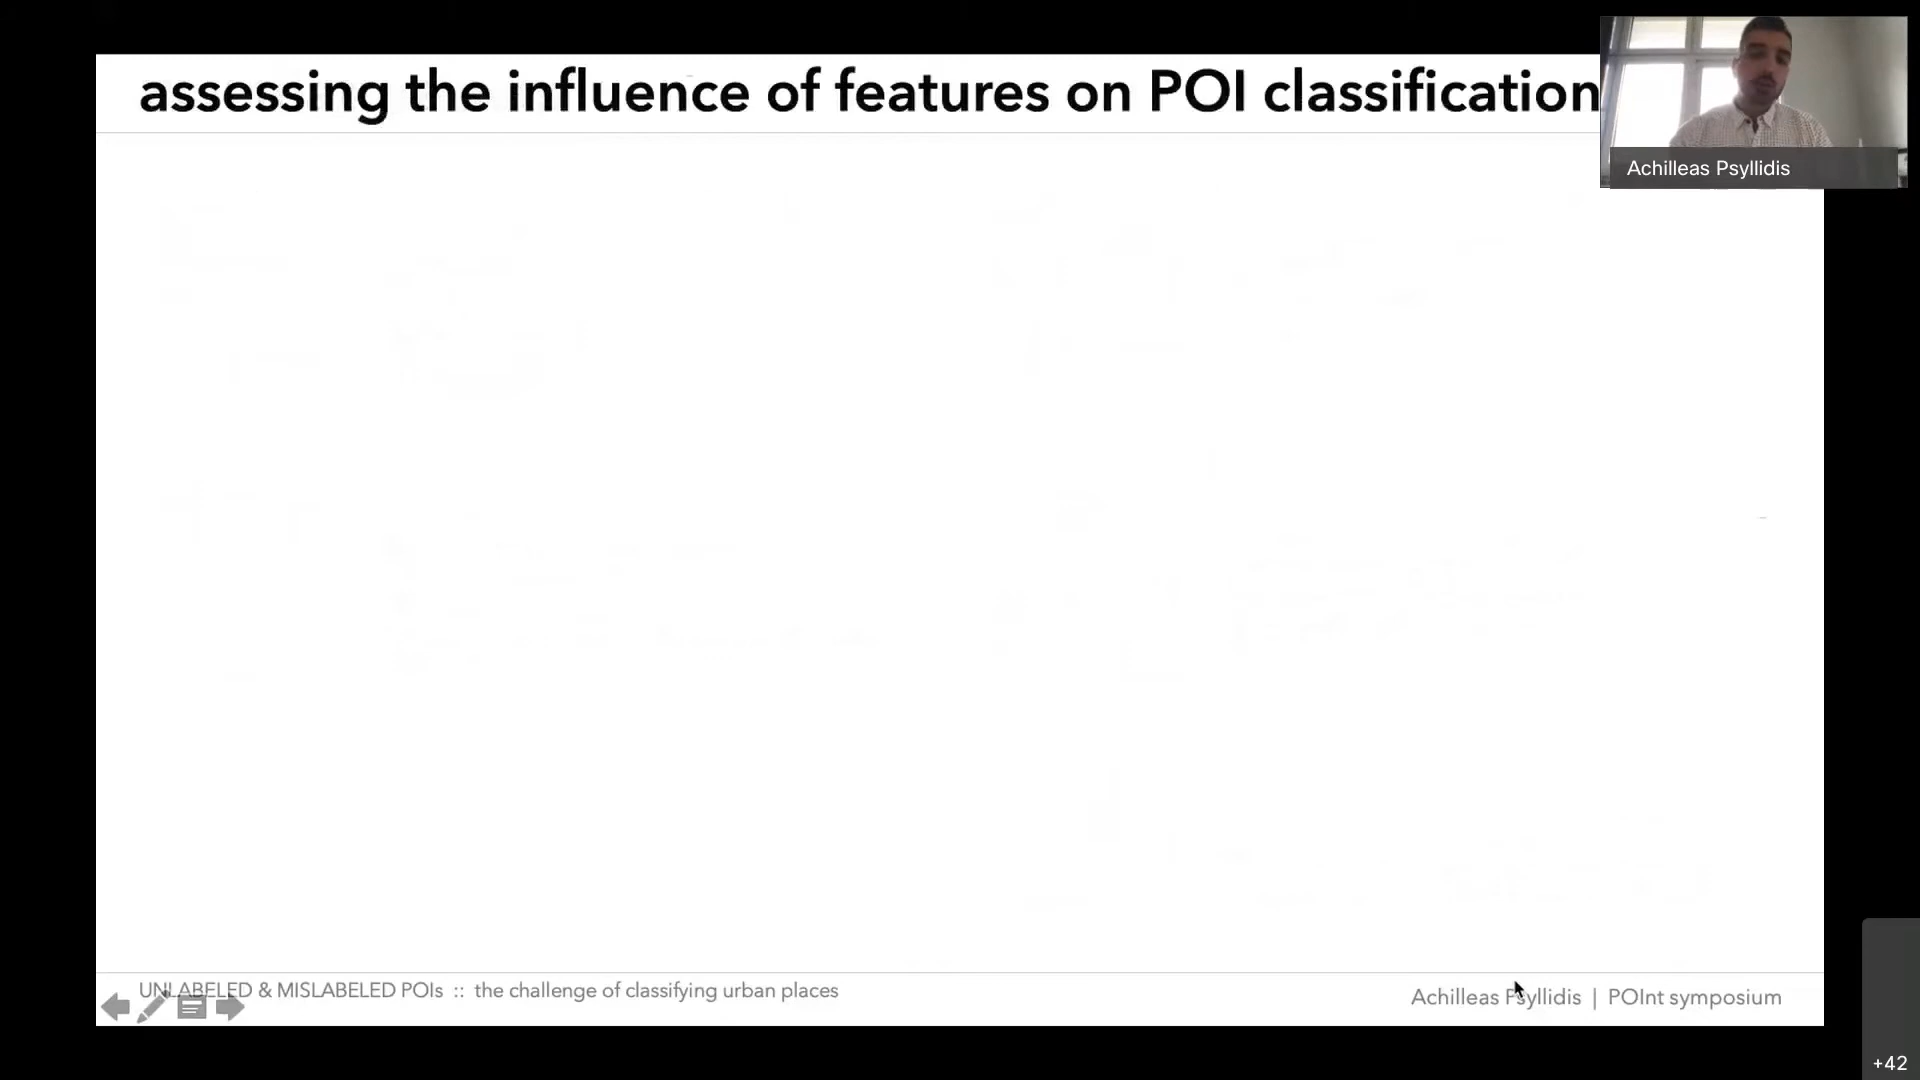 assessing the influence of features on POI classification
Achilleas Psyllidis
UNLABELED & MISLABELED POIs :: the challenge of classifying urban places
Achilleas Psyllidis | POInt symposium
+42